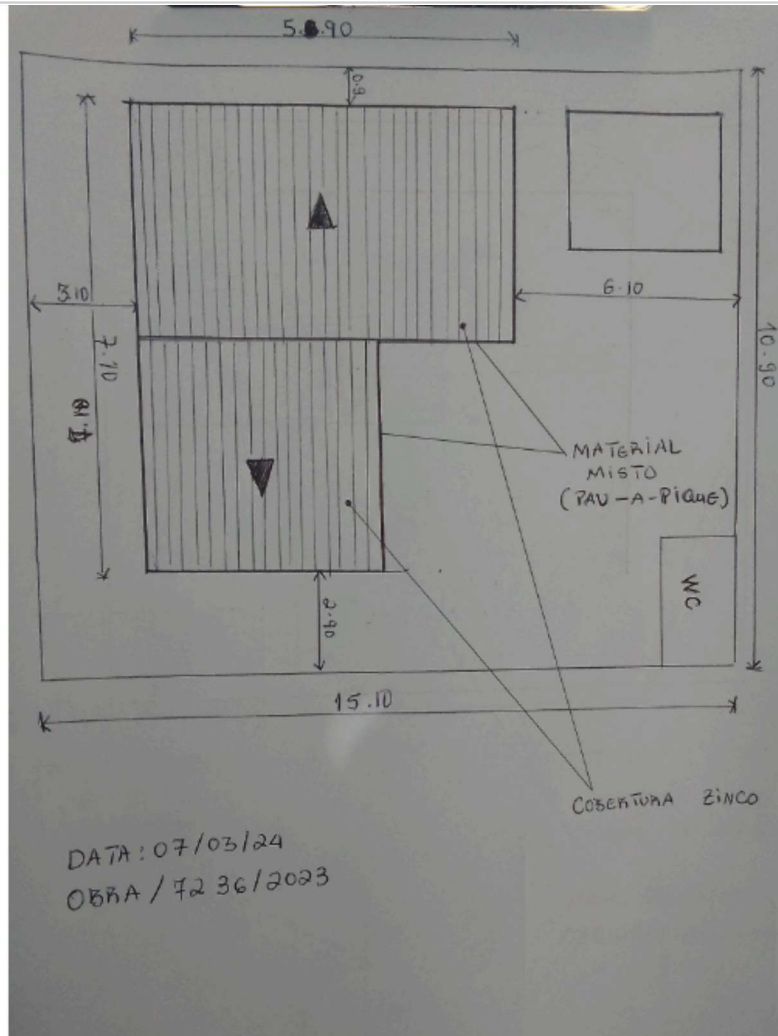 5.90
0.9
3.10
6.10
7.70
10.90
MATERIAL
MISTO
(PAU-A-PIQUE)
WC
2.90
15.10
COBERTURA ZINCO
DATA: 07/03/24
OBRA / 7236/2023